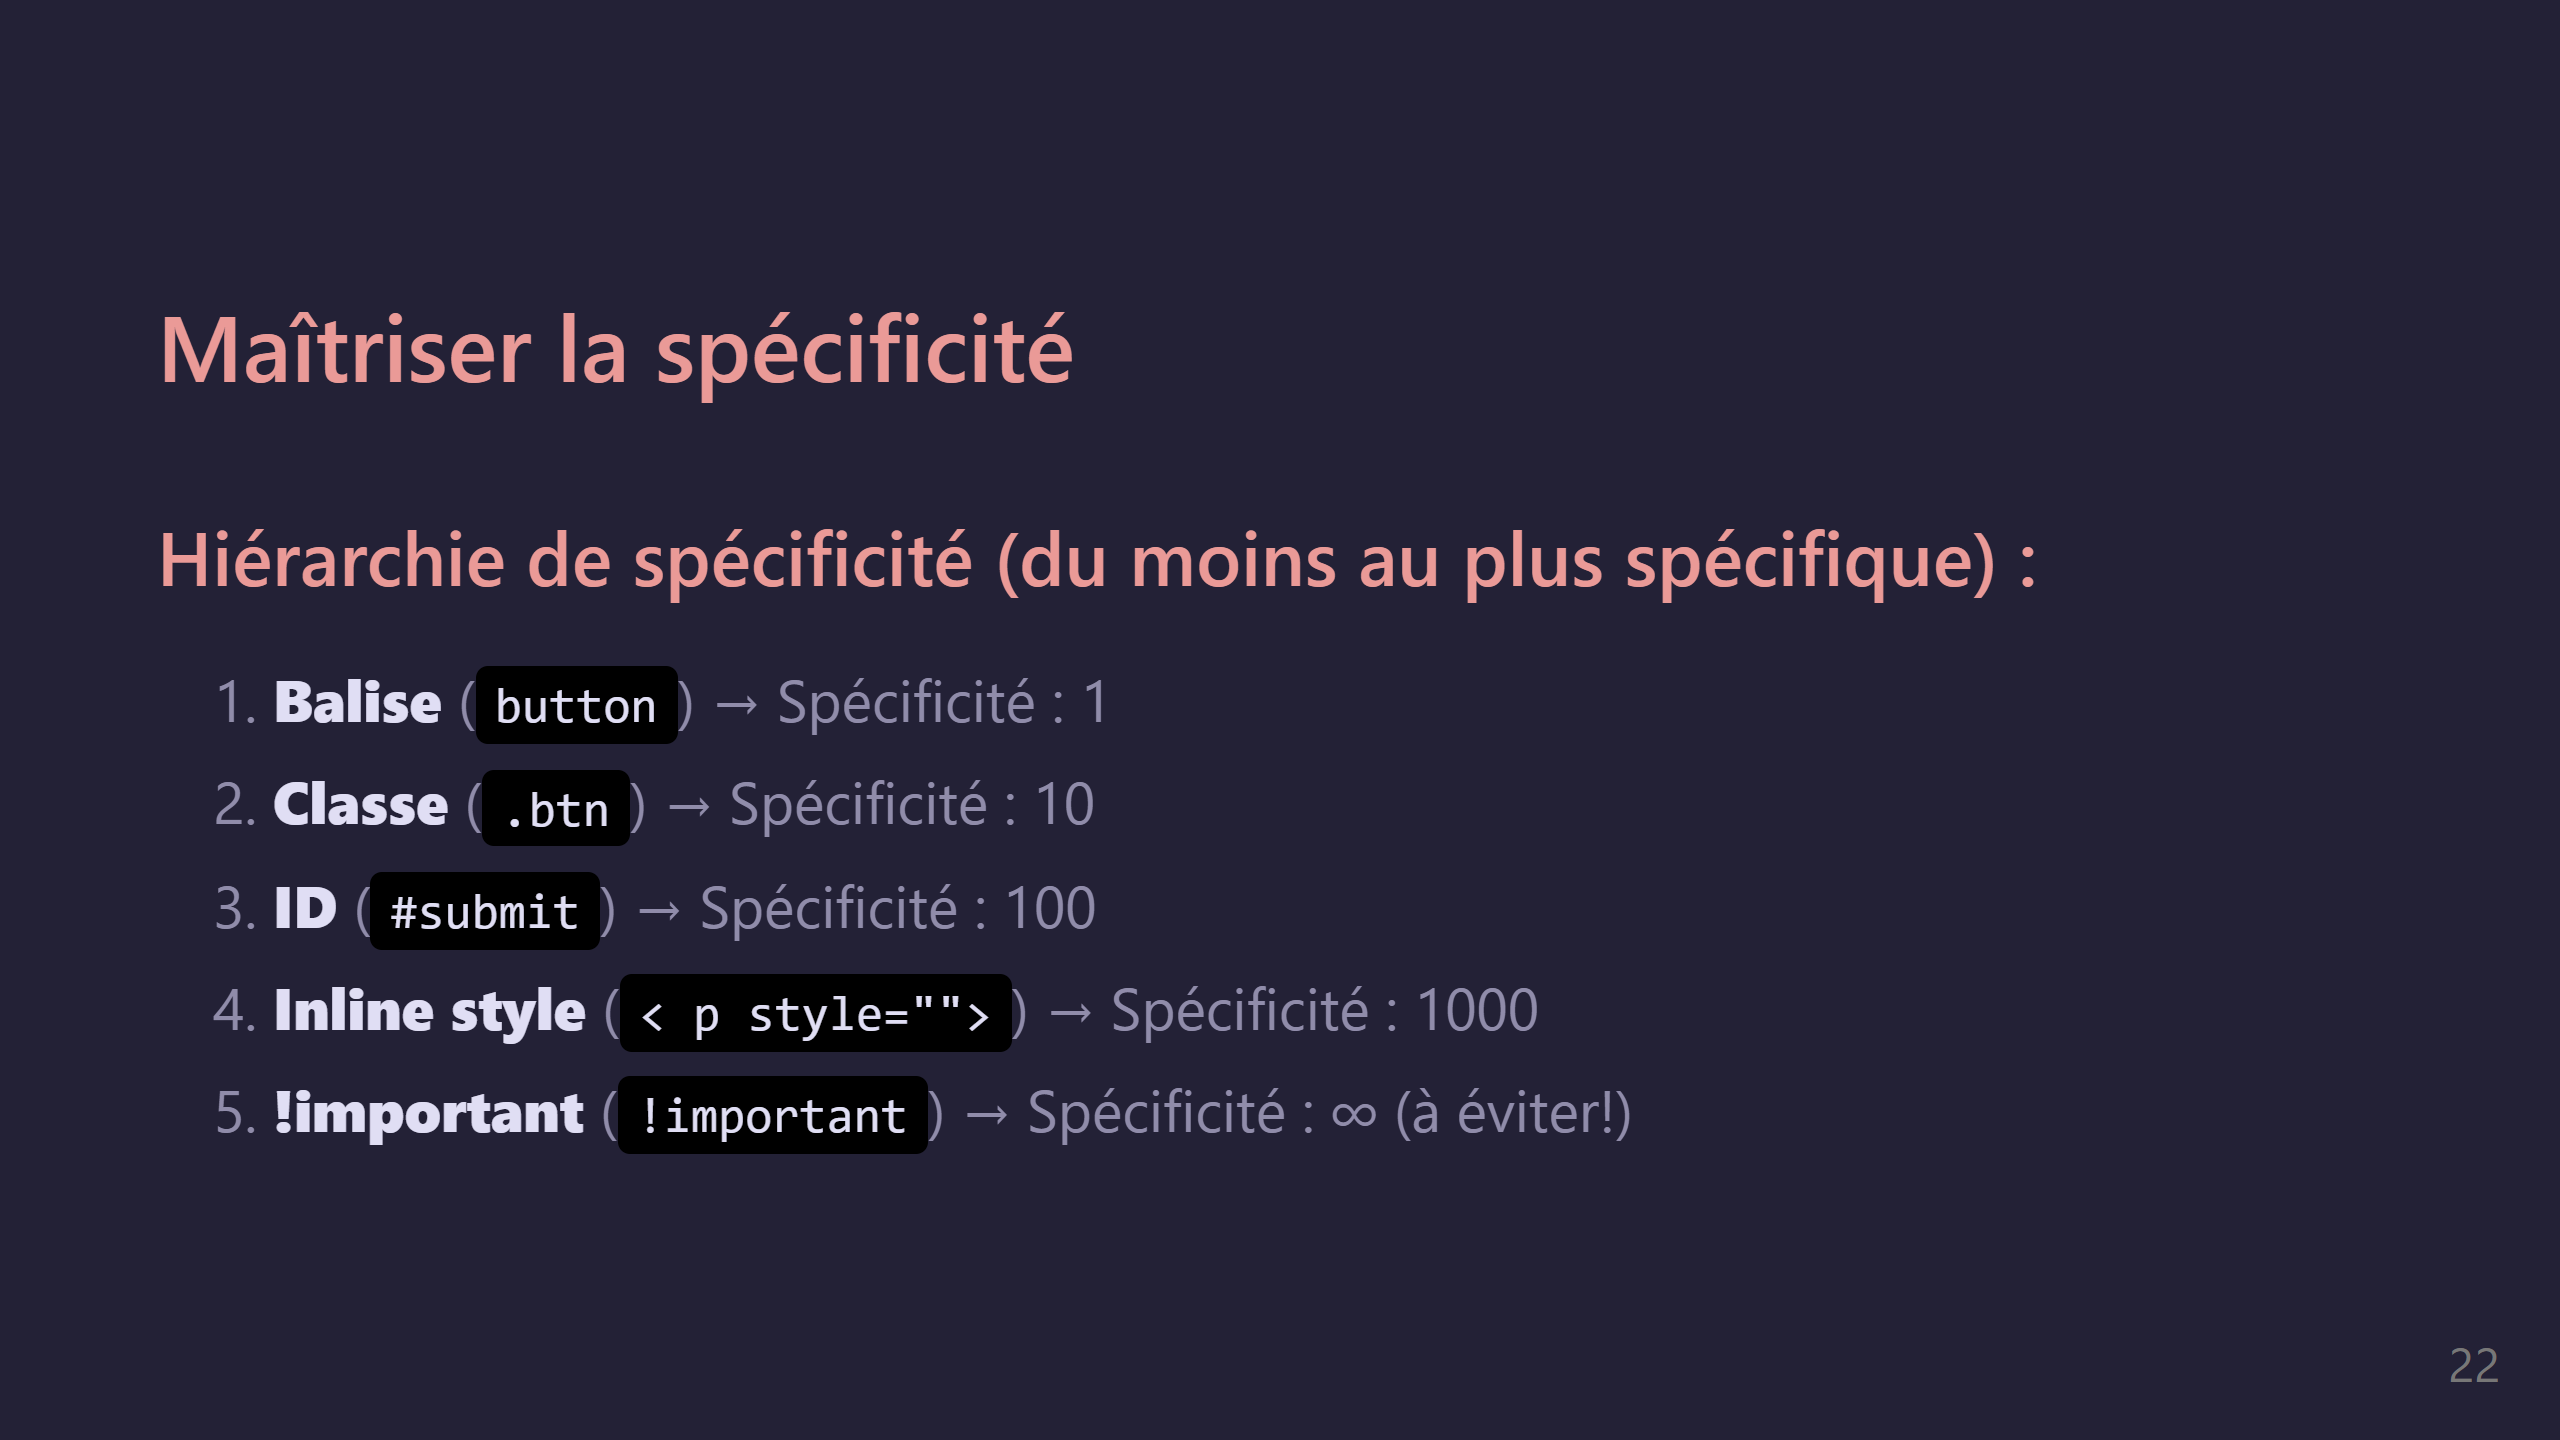 Maîtriser la spécificité
Hiérarchie de spécificité (du moins au plus spécifique) :
1. Balise ( button ) → Spécificité : 1
2. Classe ( .btn ) → Spécificité : 10
3. ID ( #submit ) → Spécificité : 100
4. Inline style ( < p style=""> ) → Spécificité : 1000
5. !important ( !important ) → Spécificité : ∞ (à éviter!)
22